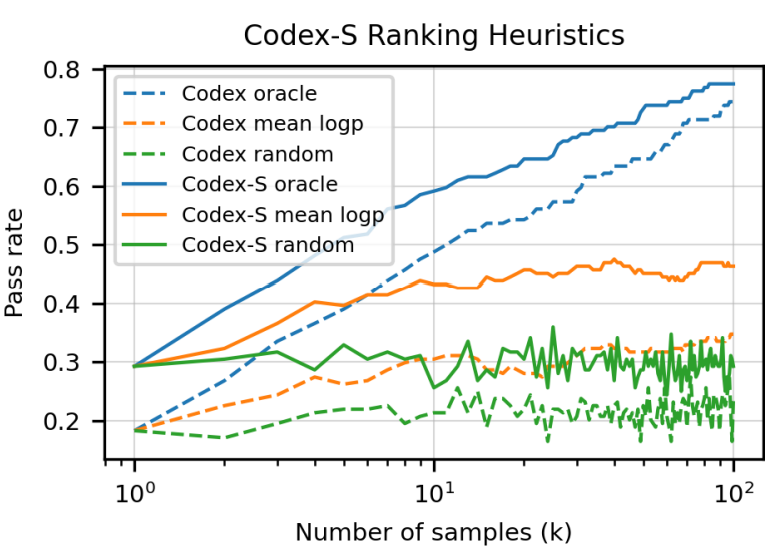 Codex-S Ranking Heuristics
Pass rate
0.8
0.7
0.6
0.5
0.4
0.3
0.2
Codex oracle
Codex mean logp
Codex random
Codex-S oracle
Codex-S mean logp
Codex-S random
10⁰ 10¹ 10²
Number of samples (k)